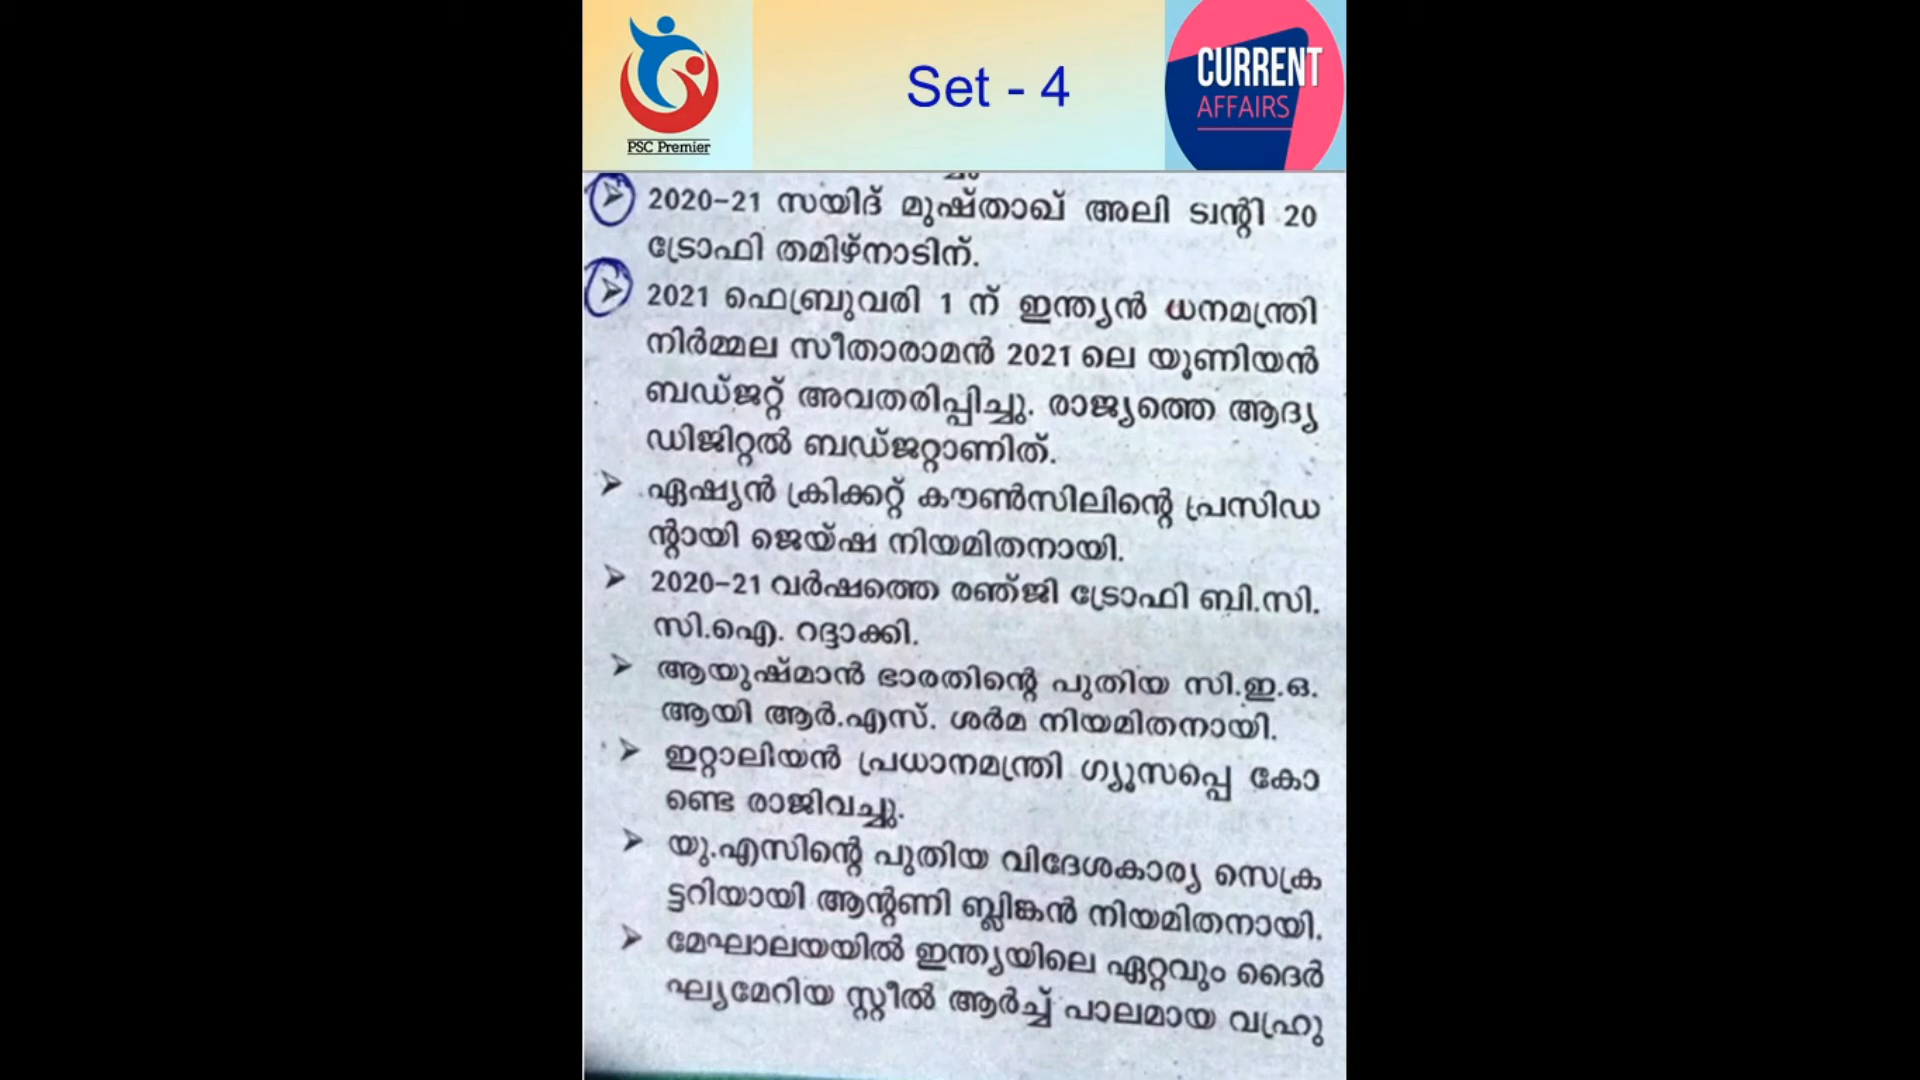 PSC Premier
Set - 4
CURRENT
AFFAIRS
2020-21 സയിദ് മുഷ്താഖ് അലി ട്വന്റി 20
ട്രോഫി തമിഴ്നാടിന്.
2021 ഫെബ്രുവരി 1 ന് ഇന്ത്യൻ ധനമന്ത്രി
നിർമ്മല സീതാരാമൻ 2021 ലെ യൂണിയൻ
ബഡ്ജറ്റ് അവതരിപ്പിച്ചു. രാജ്യത്തെ ആദ്യ
ഡിജിറ്റൽ ബഡ്ജറ്റാണിത്.
ഏഷ്യൻ ക്രിക്കറ്റ് കൗൺസിലിന്റെ പ്രസിഡ
ന്റായി ജെയ്ഷ നിയമിതനായി.
2020-21 വർഷത്തെ രഞ്ജി ട്രോഫി ബി.സി.
സി.ഐ. റദ്ദാക്കി.
ആയുഷ്മാൻ ഭാരതിന്റെ പുതിയ സി.ഇ.ഒ.
ആയി ആർ.എസ്. ശർമ നിയമിതനായി.
ഇറ്റാലിയൻ പ്രധാനമന്ത്രി ഗ്യൂസപ്പെ കോ
ണ്ടെ രാജിവച്ചു.
യു.എസിന്റെ പുതിയ വിദേശകാര്യ സെക്ര
ട്ടറിയായി ആന്റണി ബ്ലിങ്കൻ നിയമിതനായി.
മേഘാലയയിൽ ഇന്ത്യയിലെ ഏറ്റവും ദൈർ
ഘ്യമേറിയ സ്റ്റീൽ ആർച്ച് പാലമായ വഹ്രു